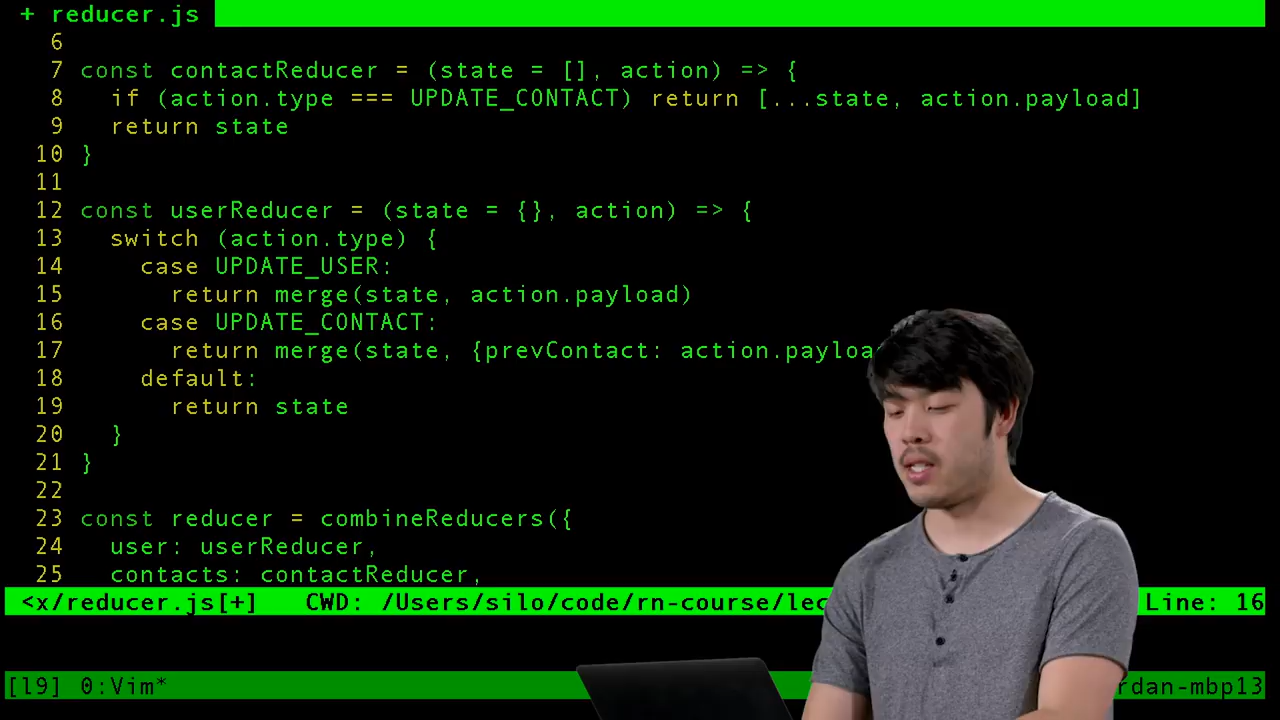 + reducer.js
6
7 const contactReducer = (state = [], action) => {
8 if (action.type === UPDATE_CONTACT) return [...state, action.payload]
9 return state
10 }
11
12 const userReducer = (state = {}, action) => {
13 switch (action.type) {
14 case UPDATE_USER:
15 return merge(state, action.payload)
16 case UPDATE_CONTACT:
17 return merge(state, {prevContact: action.payloa
18 default:
19 return state
20 }
21 }
22
23 const reducer = combineReducers({
24 user: userReducer,
25 contacts: contactReducer,
<x/reducer.js[+] CWD: /Users/silo/code/rn-course/lec Line: 16
[l9] 0:Vim* rdan-mbp13